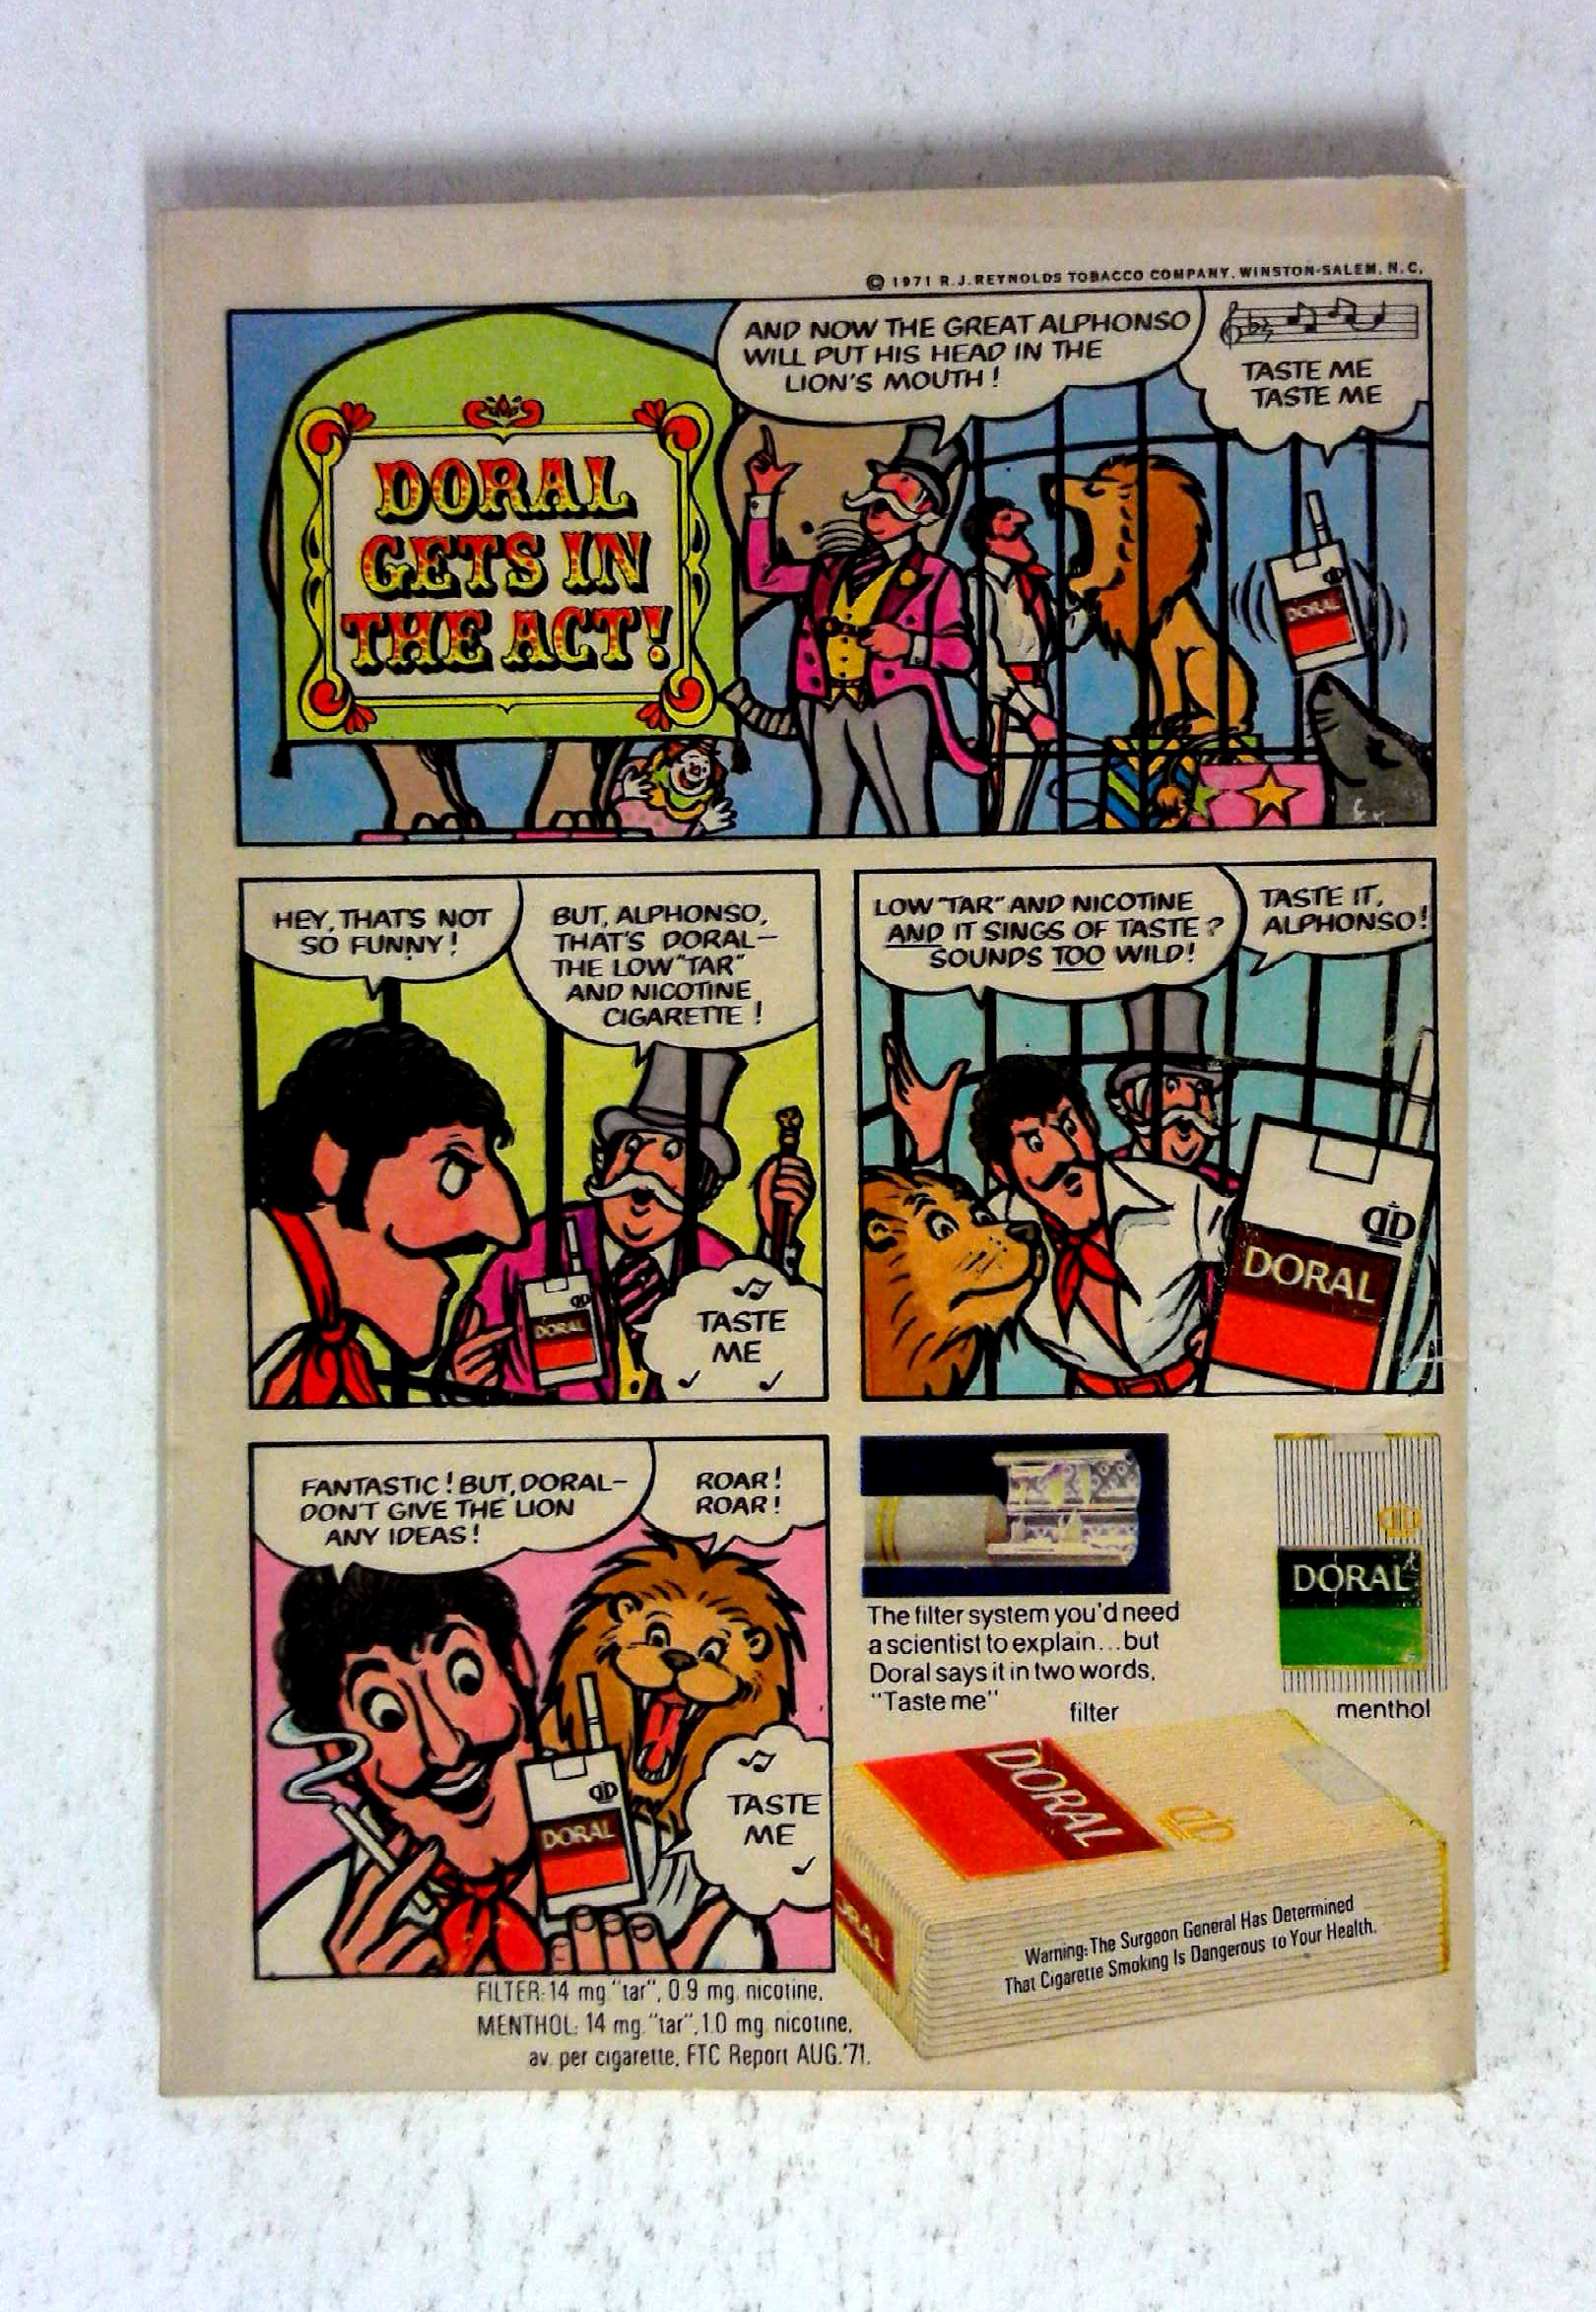 © 1971 R.J. REYNOLDS TOBACCO COMPANY, WINSTON-SALEM, N.C.
DORAL
GETS IN
THE ACT!
AND NOW THE GREAT ALPHONSO
WILL PUT HIS HEAD IN THE
LION'S MOUTH!
TASTE ME
TASTE ME
DORAL
HEY, THAT'S NOT
SO FUNNY!
BUT, ALPHONSO,
THAT'S DORAL—
THE LOW "TAR"
AND NICOTINE
CIGARETTE!
DORAL
TASTE
ME
LOW "TAR" AND NICOTINE
AND IT SINGS OF TASTE?
SOUNDS TOO WILD!
TASTE IT,
ALPHONSO!
DORAL
FANTASTIC! BUT, DORAL—
DON'T GIVE THE LION
ANY IDEAS!
ROAR!
ROAR!
DORAL
TASTE
ME
The filter system you'd need
a scientist to explain...but
Doral says it in two words,
"Taste me"
filter
DORAL
menthol
DORAL
ORAL
Warning: The Surgeon General Has Determined
That Cigarette Smoking Is Dangerous to Your Health.
FILTER: 14 mg. "tar", 0.9 mg. nicotine,
MENTHOL: 14 mg. "tar", 1.0 mg. nicotine,
av. per cigarette, FTC Report AUG. '71.